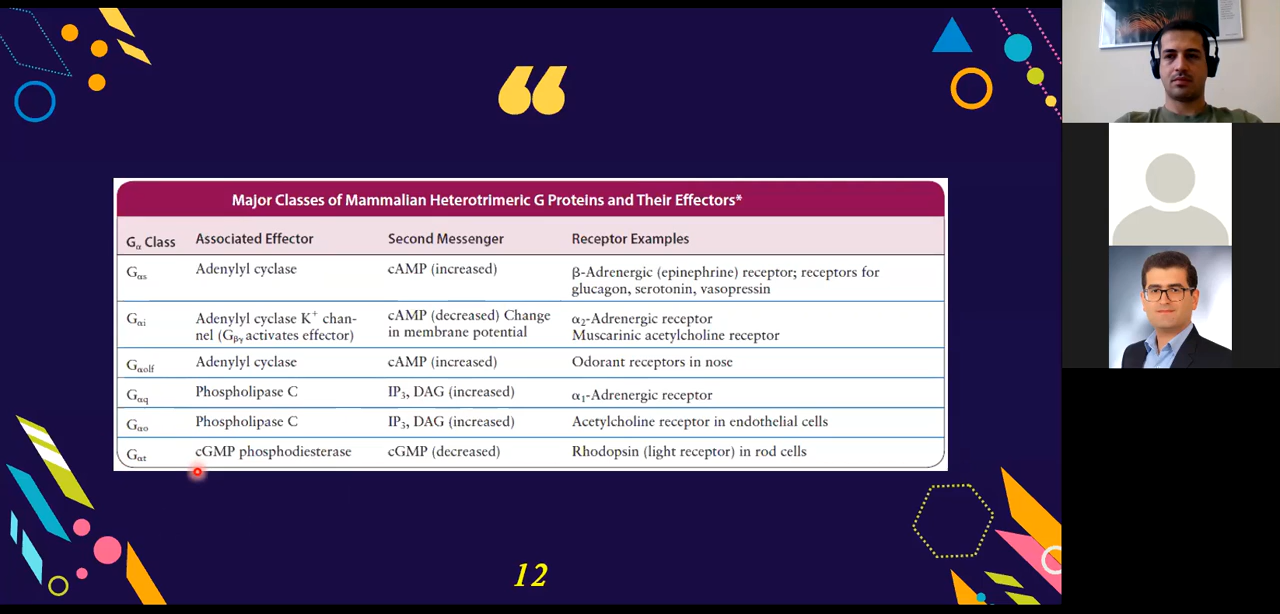 “
Major Classes of Mammalian Heterotrimeric G Proteins and Their Effectors*
Gα Class Associated Effector Second Messenger Receptor Examples
Gαs Adenylyl cyclase cAMP (increased) β-Adrenergic (epinephrine) receptor; receptors for
glucagon, serotonin, vasopressin
Gαi Adenylyl cyclase K+ chan- cAMP (decreased) Change α2-Adrenergic receptor
nel (Gβγ activates effector) in membrane potential Muscarinic acetylcholine receptor
Gαolf Adenylyl cyclase cAMP (increased) Odorant receptors in nose
Gαq Phospholipase C IP3, DAG (increased) α1-Adrenergic receptor
Gαo Phospholipase C IP3, DAG (increased) Acetylcholine receptor in endothelial cells
Gαt cGMP phosphodiesterase cGMP (decreased) Rhodopsin (light receptor) in rod cells
12